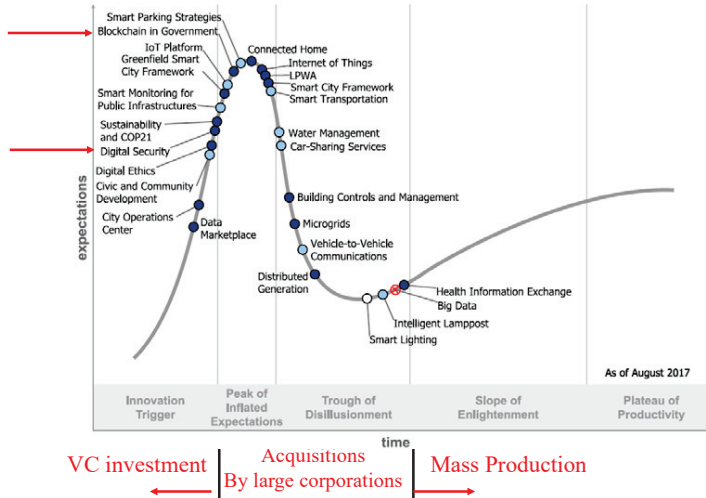 Smart Parking Strategies
Blockchain in Government
IoT Platform
Greenfield Smart
City Framework
Smart Monitoring for
Public Infrastructures
Sustainability
and COP21
Digital Security
Digital Ethics
Civic and Community
Development
City Operations
Center
Data
Marketplace
Connected Home
Internet of Things
LPWA
Smart City Framework
Smart Transportation
Water Management
Car-Sharing Services
Building Controls and Management
Microgrids
Vehicle-to-Vehicle
Communications
Distributed
Generation
Health Information Exchange
Big Data
Intelligent Lamppost
Smart Lighting
expectations
As of August 2017
Innovation
Trigger
Peak of
Inflated
Expectations
Trough of
Disillusionment
Slope of
Enlightenment
Plateau of
Productivity
time
VC investment
Acquisitions
By large corporations
Mass Production